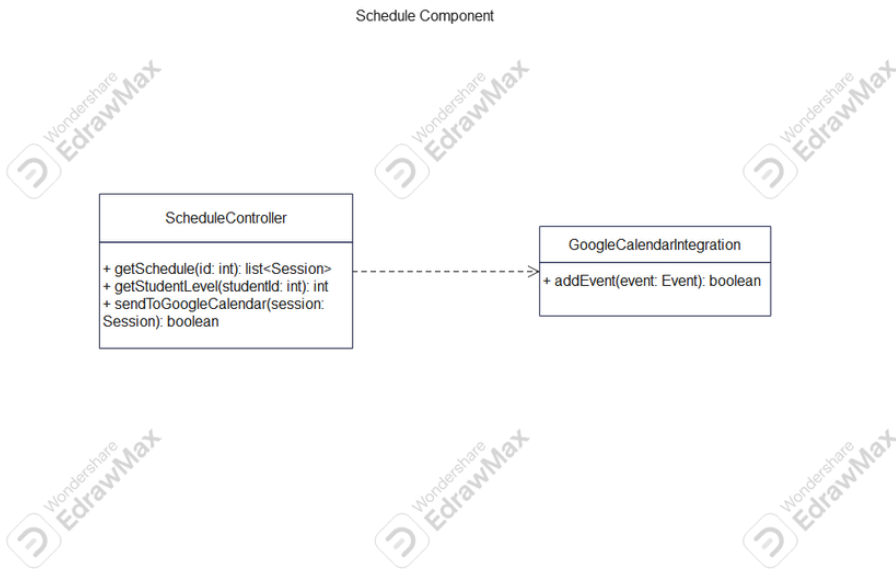 Schedule Component
Wondershare
EdrawMax
Wondershare
EdrawMax
Wondershare
EdrawMax
ScheduleController
+ getSchedule(id: int): list<Session>
+ getStudentLevel(studentId: int): int
+ sendToGoogleCalendar(session:
Session): boolean
GoogleCalendarIntegration
+ addEvent(event: Event): boolean
Wondershare
EdrawMax
Wondershare
EdrawMax
Wondershare
EdrawMax